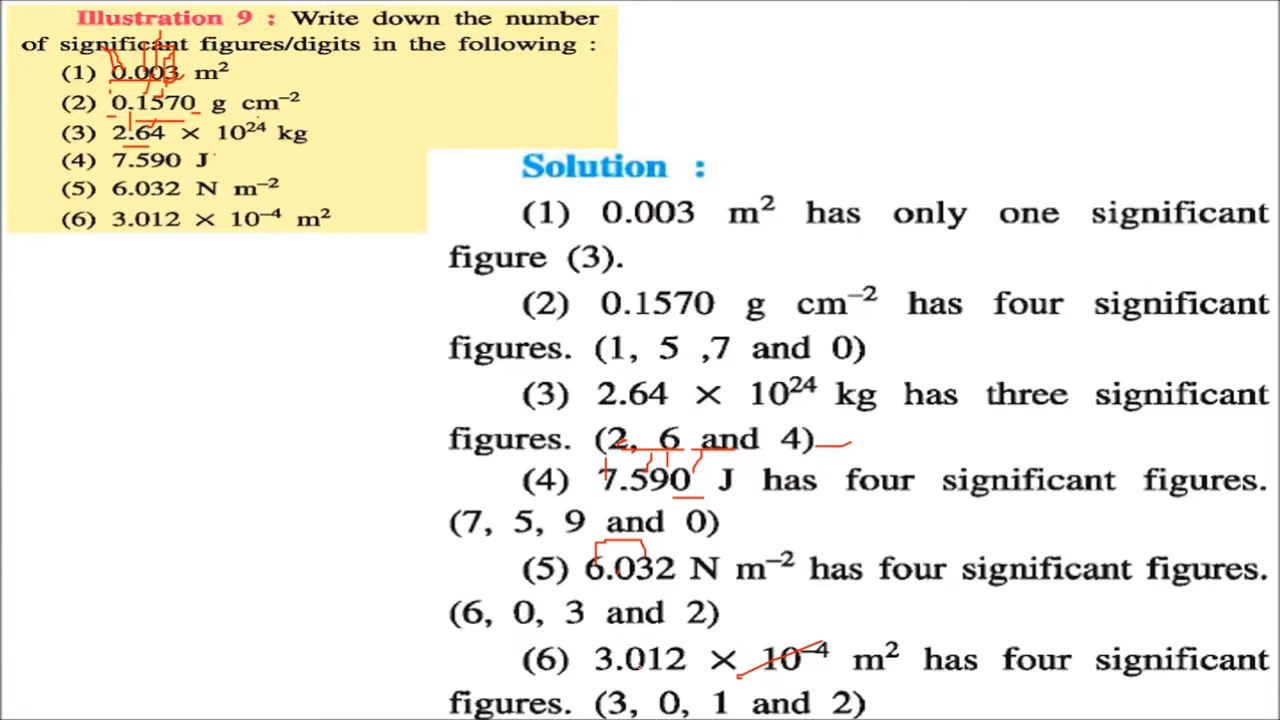 Illustration 9 : Write down the number
of significant figures/digits in the following :
(1) 0.003 m²
(2) 0.1570 g cm⁻²
(3) 2.64 × 10²⁴ kg
(4) 7.590 J
(5) 6.032 N m⁻²
(6) 3.012 × 10⁻⁴ m²
Solution :
(1) 0.003 m² has only one significant
figure (3).
(2) 0.1570 g cm⁻² has four significant
figures. (1, 5 ,7 and 0)
(3) 2.64 × 10²⁴ kg has three significant
figures. (2, 6 and 4)
(4) 7.590 J has four significant figures.
(7, 5, 9 and 0)
(5) 6.032 N m⁻² has four significant figures.
(6, 0, 3 and 2)
(6) 3.012 × 10⁻⁴ m² has four significant
figures. (3, 0, 1 and 2)